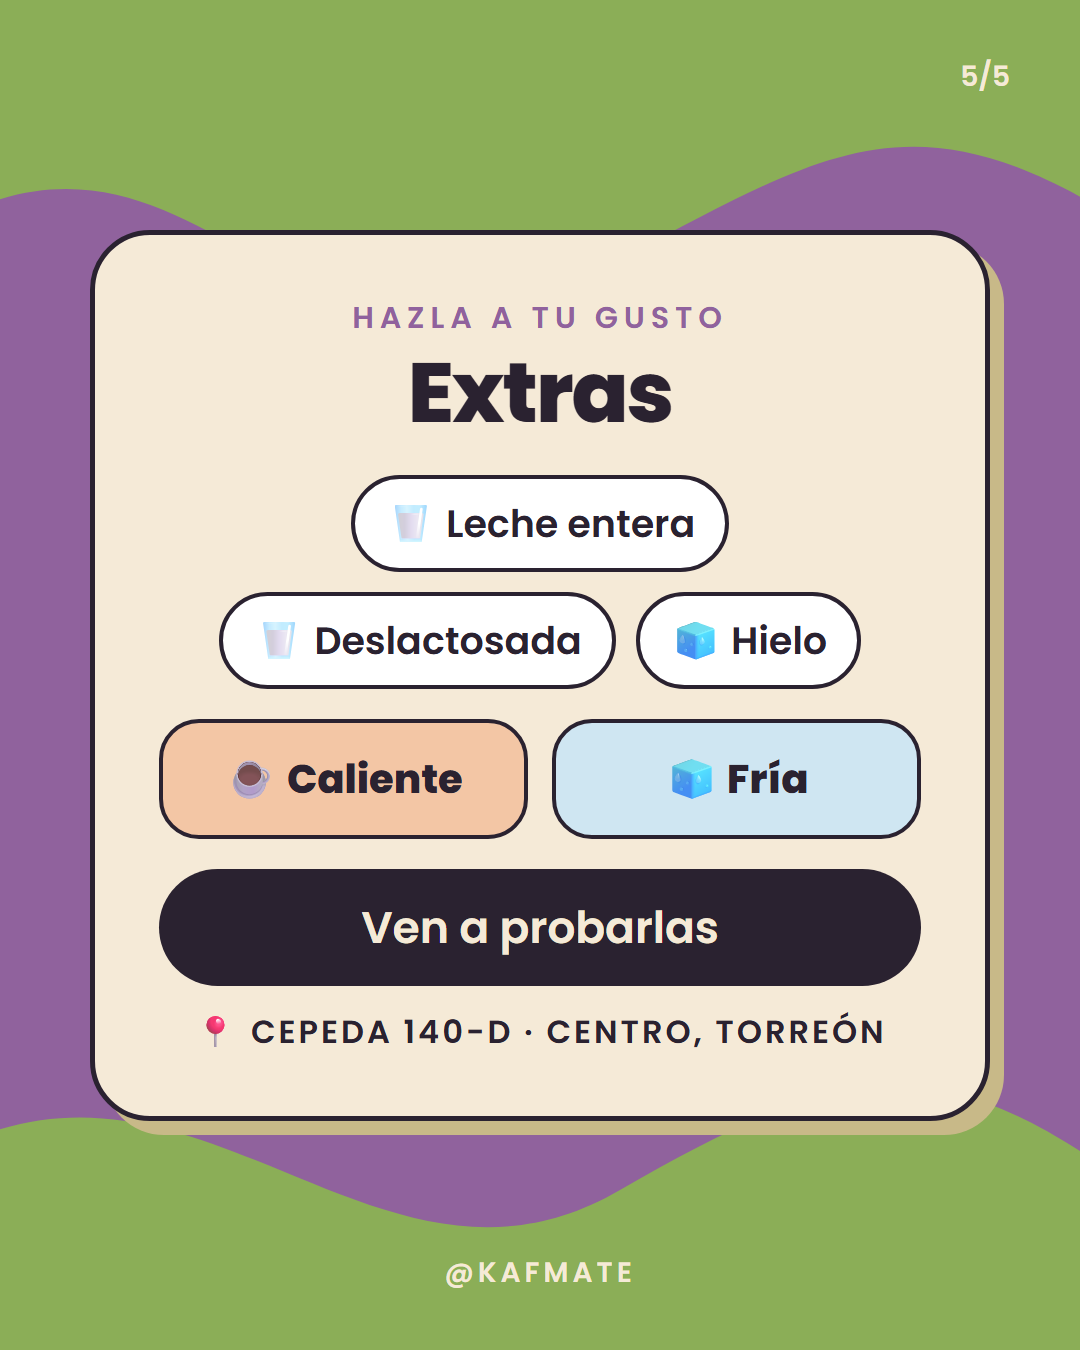 5/5
HAZLA A TU GUSTO
Extras
Leche entera
Deslactosada
Hielo
Caliente
Fría
Ven a probarlas
CEPEDA 140-D · CENTRO, TORREÓN
@KAFMATE